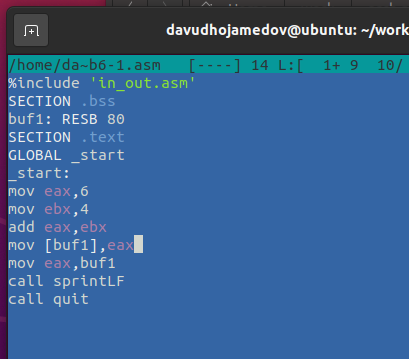 davudhojamedov@ubuntu: ~/work
/home/da~b6-1.asm [----] 14 L:[ 1+ 9 10/
%include 'in_out.asm'
SECTION .bss
buf1: RESB 80
SECTION .text
GLOBAL _start
_start:
mov eax,6
mov ebx,4
add eax,ebx
mov [buf1],eax
mov eax,buf1
call sprintLF
call quit